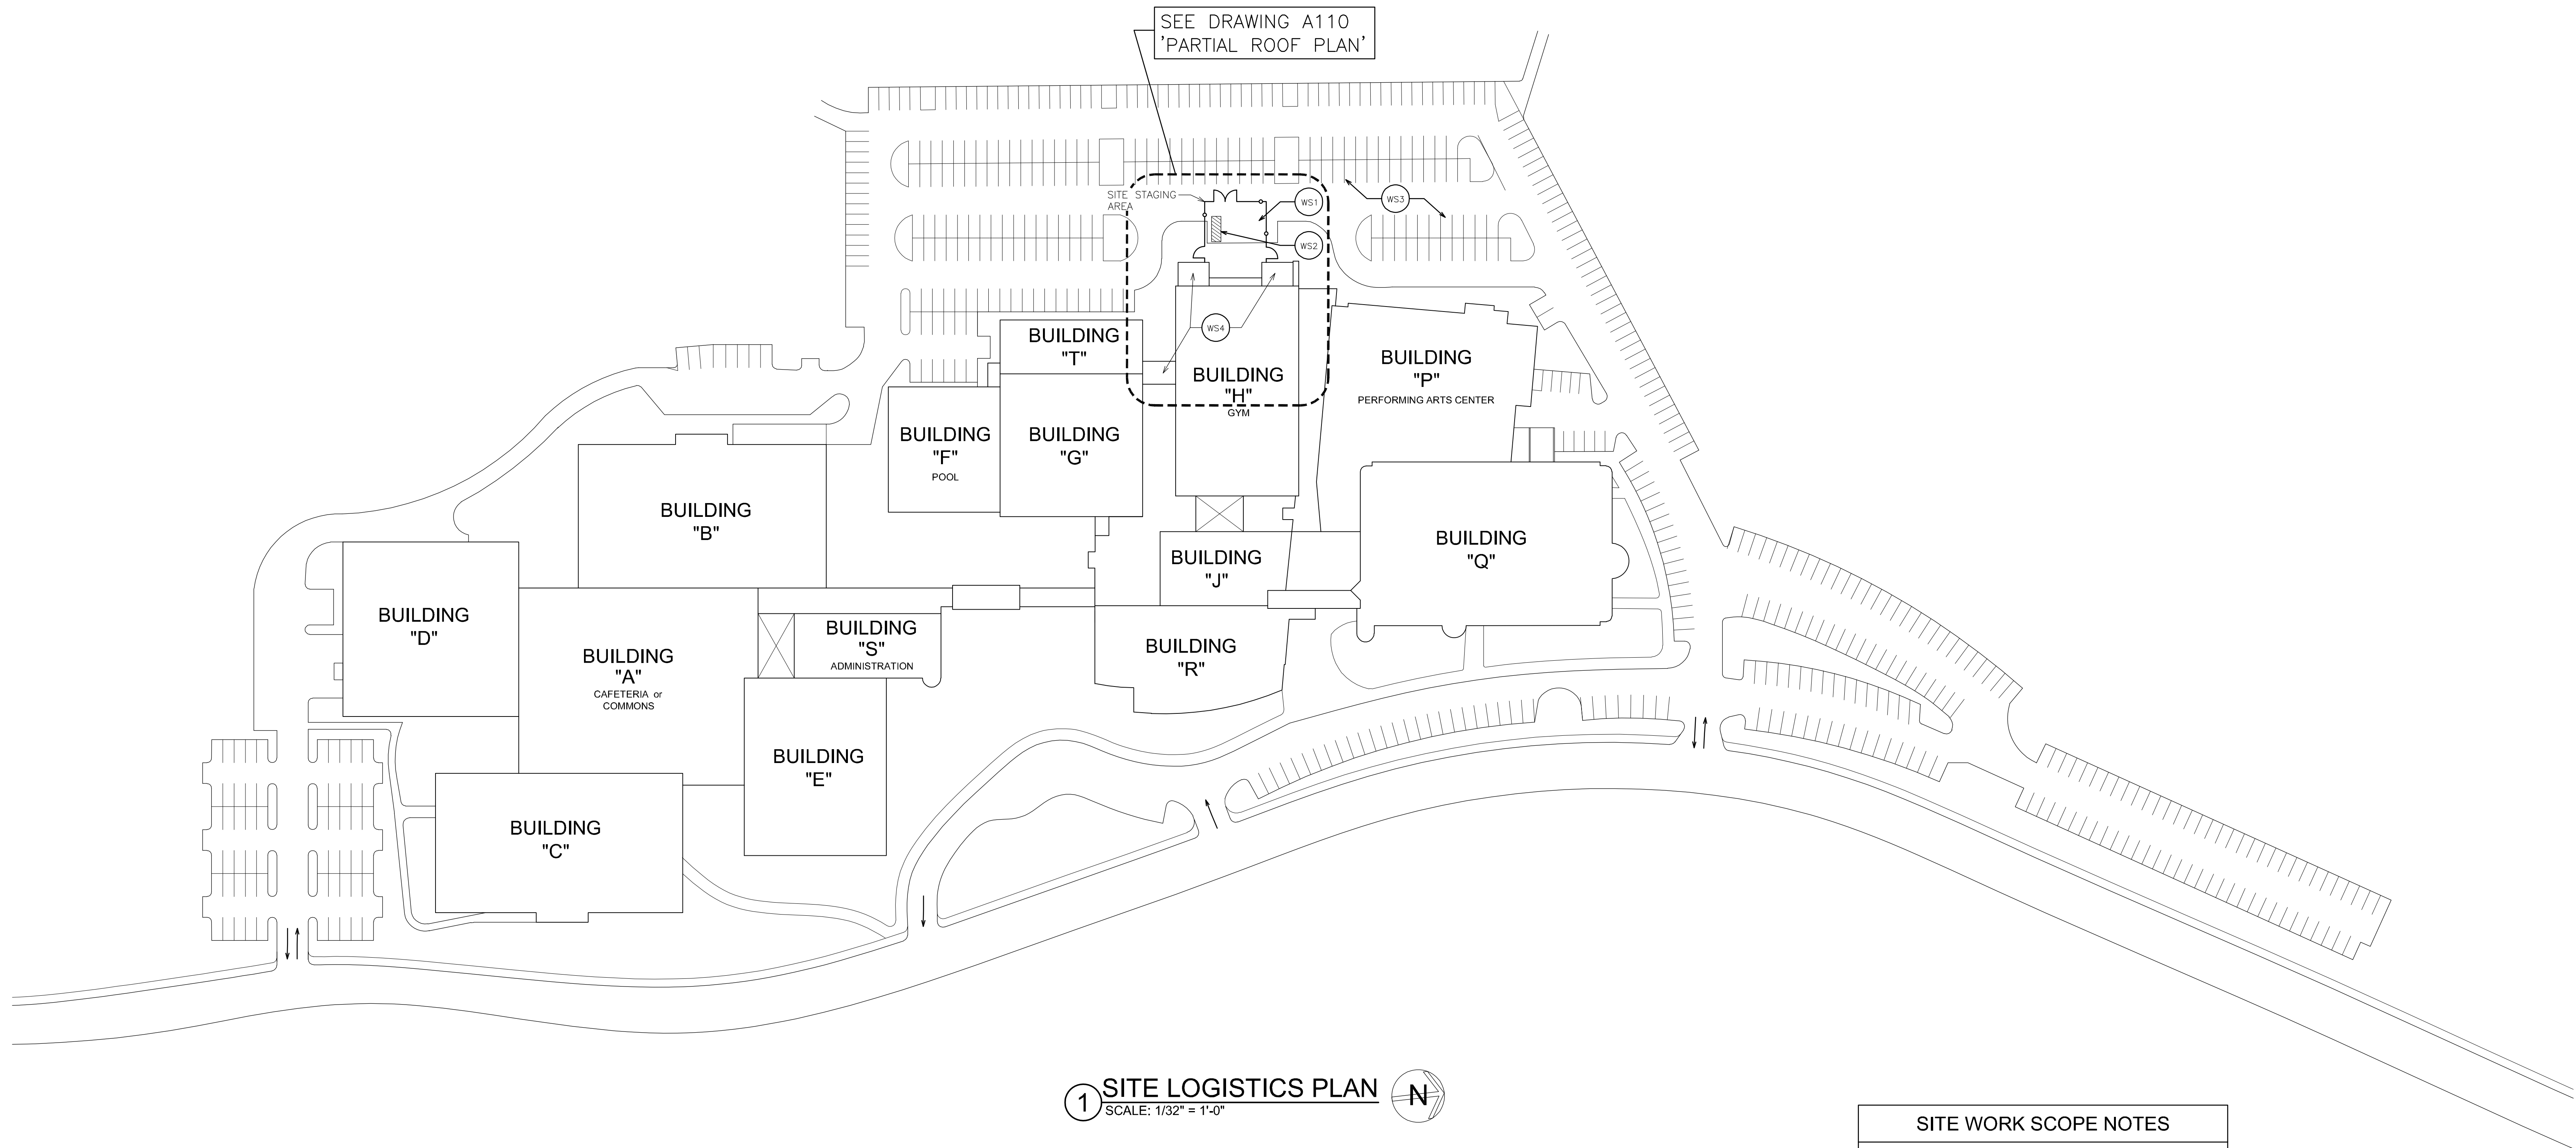 SEE DRAWING A110
'PARTIAL ROOF PLAN'
SITE STAGING
AREA
WS1
WS3
WS2
WS4
BUILDING
"T"
BUILDING
"H"
GYM
BUILDING
"P"
PERFORMING ARTS CENTER
BUILDING
"F"
POOL
BUILDING
"G"
BUILDING
"B"
BUILDING
"Q"
BUILDING
"J"
BUILDING
"D"
BUILDING
"A"
CAFETERIA or
COMMONS
BUILDING
"S"
ADMINISTRATION
BUILDING
"R"
BUILDING
"E"
BUILDING
"C"
1
SITE LOGISTICS PLAN
SCALE: 1/32" = 1'-0"
N
SITE WORK SCOPE NOTES